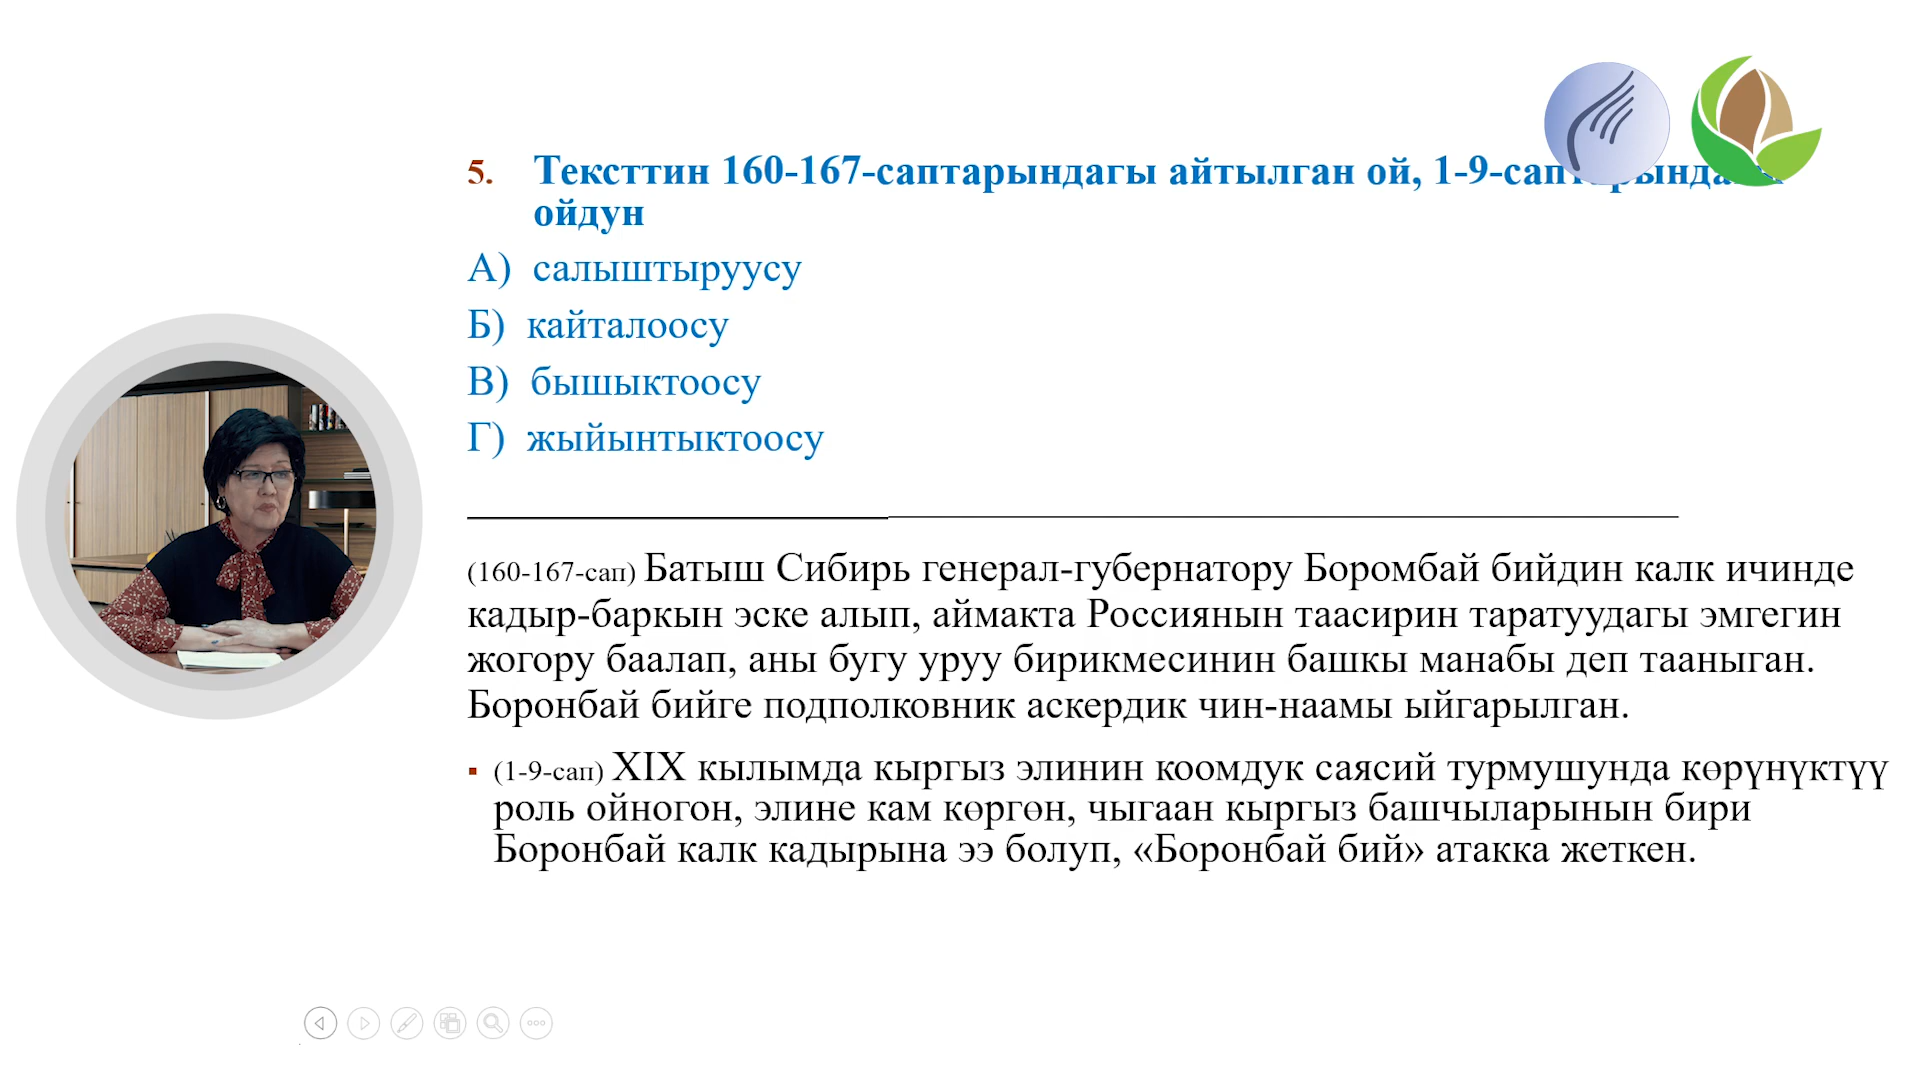 5. Тексттин 160-167-саптарындагы айтылган ой, 1-9-саптарындагы
ойдун
А) салыштыруусу
Б) кайталоосу
В) бышыктоосу
Г) жыйынтыктоосу
(160-167-сап) Батыш Сибирь генерал-губернатору Боромбай бийдин калк ичинде
кадыр-баркын эске алып, аймакта Россиянын таасирин таратуудагы эмгегин
жогору баалап, аны бугу уруу бирикмесинин башкы манабы деп тааныган.
Боронбай бийге подполковник аскердик чин-наамы ыйгарылган.
▪ (1-9-сап) XIX кылымда кыргыз элинин коомдук саясий турмушунда көрүнүктүү
роль ойногон, элине кам көргөн, чыгаан кыргыз башчыларынын бири
Боронбай калк кадырына ээ болуп, «Боронбай бий» атакка жеткен.